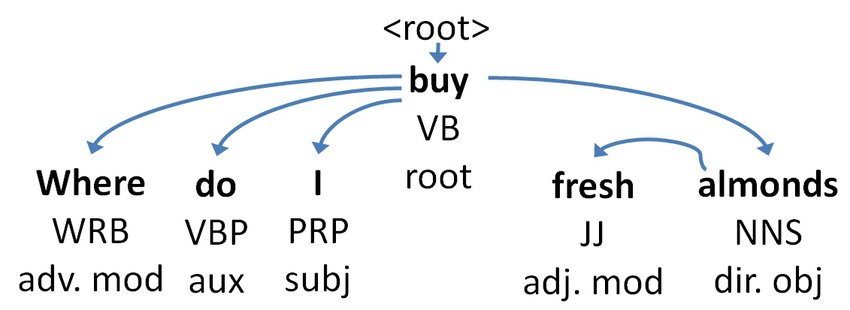 <root>
buy
VB
root
Where do I fresh almonds
WRB VBP PRP JJ NNS
adv. mod aux subj adj. mod dir. obj